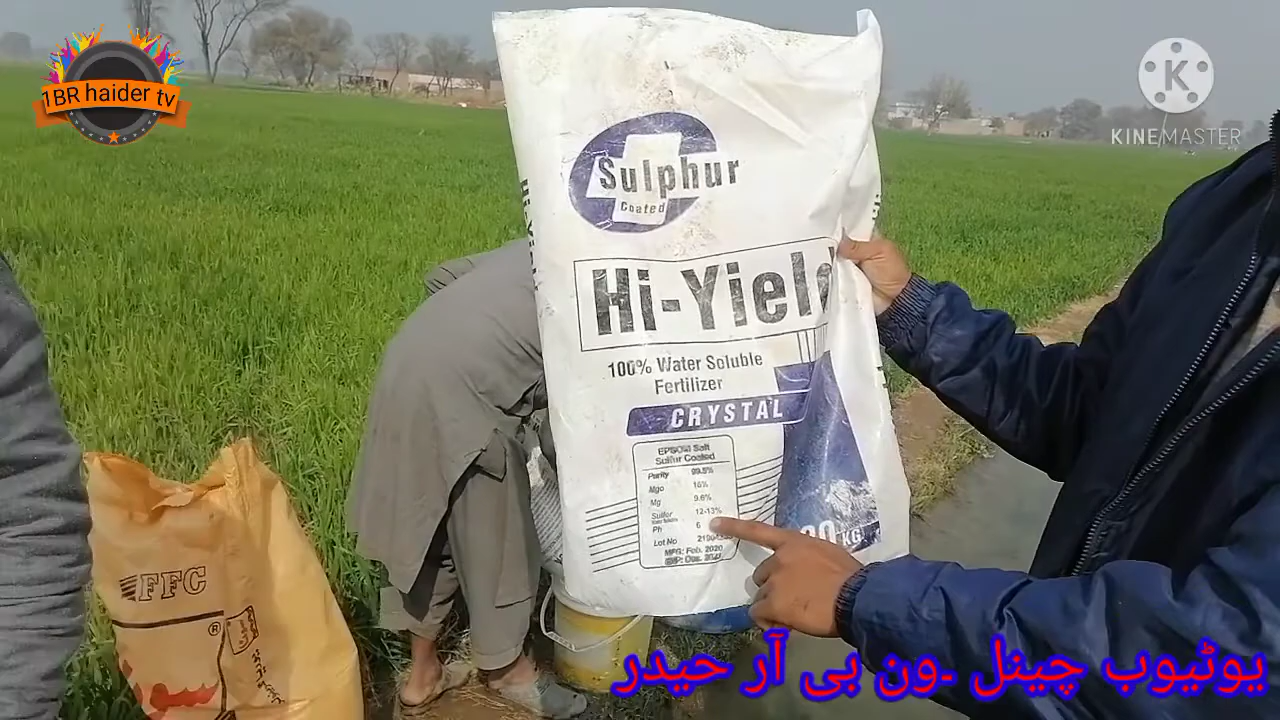 1BR haider tv
K
KINEMASTER
Sulphur
Coated
Hi-Yield
100% Water Soluble
Fertilizer
CRYSTAL
EPSOM Salt
Sulfur Coated
Purity 99.5%
Mgo 16%
Mg 9.6%
Sulfor 12-13%
Ph 6
Lot No
MFG: Feb. 2020
KG
FFC
®
یوٹیوب چینل ۔ون بی آر حیدر